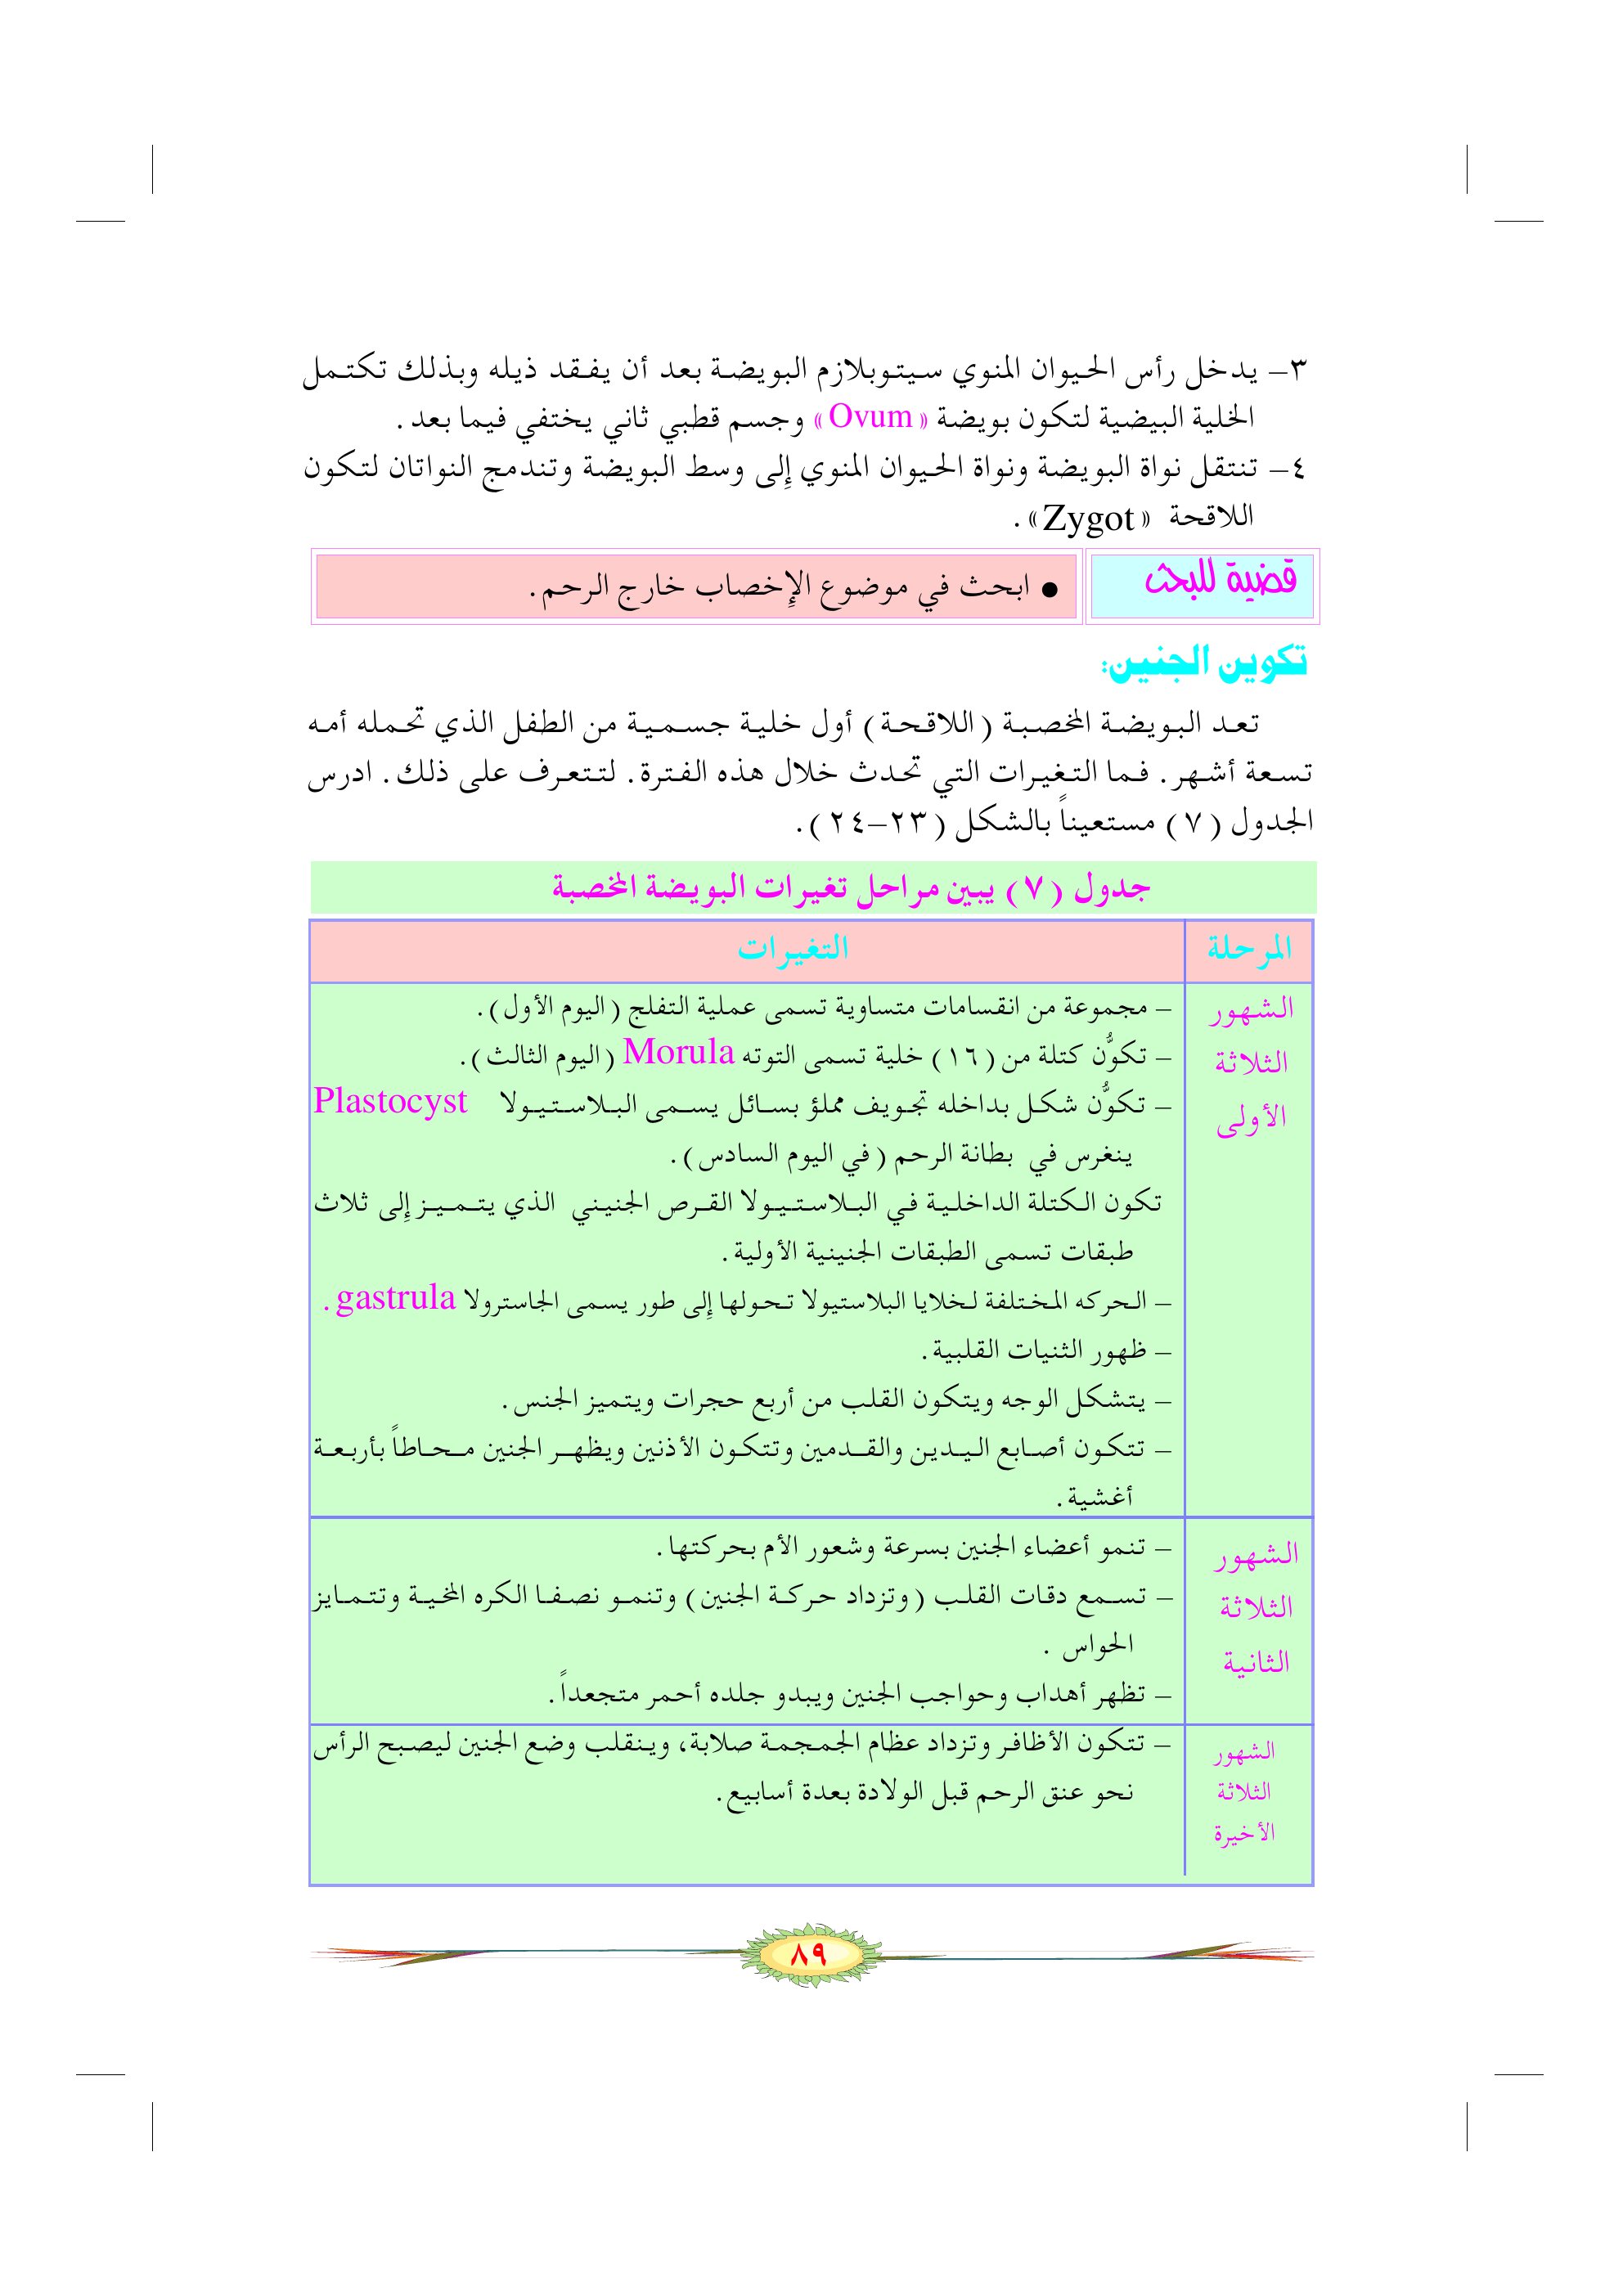 ٣– يدخل رأس الحيوان المنوي سيتوبلازم البويضة بعد أن يفقد ذيله وبذلك تكتمل
الخلية البيضية لتكون بويضة «Ovum» وجسم قطبي ثاني يختفي فيما بعد.
٤– تنتقل نواة البويضة ونواة الحيوان المنوي إِلى وسط البويضة وتندمج النواتان لتكون
اللاقحة «Zygot».
قضية للبحث
● ابحث في موضوع الإِخصاب خارج الرحم.
تكوين الجنين:
تعد البويضة المخصبة (اللاقحة) أول خلية جسمية من الطفل الذي تحمله أمه
تسعة أشهر. فما التغيرات التي تحدث خلال هذه الفترة. لتتعرف على ذلك. ادرس
الجدول (٧) مستعيناً بالشكل (٢٣–٢٤).
جدول (٧) يبين مراحل تغيرات البويضة المخصبة
المرحلة
التغيرات
الشهور
الثلاثة
الأولى
– مجموعة من انقسامات متساوية تسمى عملية التفلج (اليوم الأول).
– تكوُّن كتلة من (١٦) خلية تسمى التوته Morula (اليوم الثالث).
– تكوُّن شكل بداخله تجويف مملؤ بسائل يسمى البلاستيولا Plastocyst
ينغرس في بطانة الرحم (في اليوم السادس).
تكون الكتلة الداخلية في البلاستيولا القرص الجنيني الذي يتميز إِلى ثلاث
طبقات تسمى الطبقات الجنينية الأولية.
– الحركه المختلفة لخلايا البلاستيولا تحولها إِلى طور يسمى الجاسترولا gastrula.
– ظهور الثنيات القلبية.
– يتشكل الوجه ويتكون القلب من أربع حجرات ويتميز الجنس.
– تتكون أصابع اليدين والقدمين وتتكون الأذنين ويظهر الجنين محاطاً بأربعة
أغشية.
الشهور
الثلاثة
الثانية
– تنمو أعضاء الجنين بسرعة وشعور الأم بحركتها.
– تسمع دقات القلب (وتزداد حركة الجنين) وتنمو نصفا الكره المخية وتتمايز
الحواس .
– تظهر أهداب وحواجب الجنين ويبدو جلده أحمر متجعداً.
الشهور
الثلاثة
الأخيرة
– تتكون الأظافر وتزداد عظام الجمجمة صلابة، وينقلب وضع الجنين ليصبح الرأس
نحو عنق الرحم قبل الولادة بعدة أسابيع.
٨٩